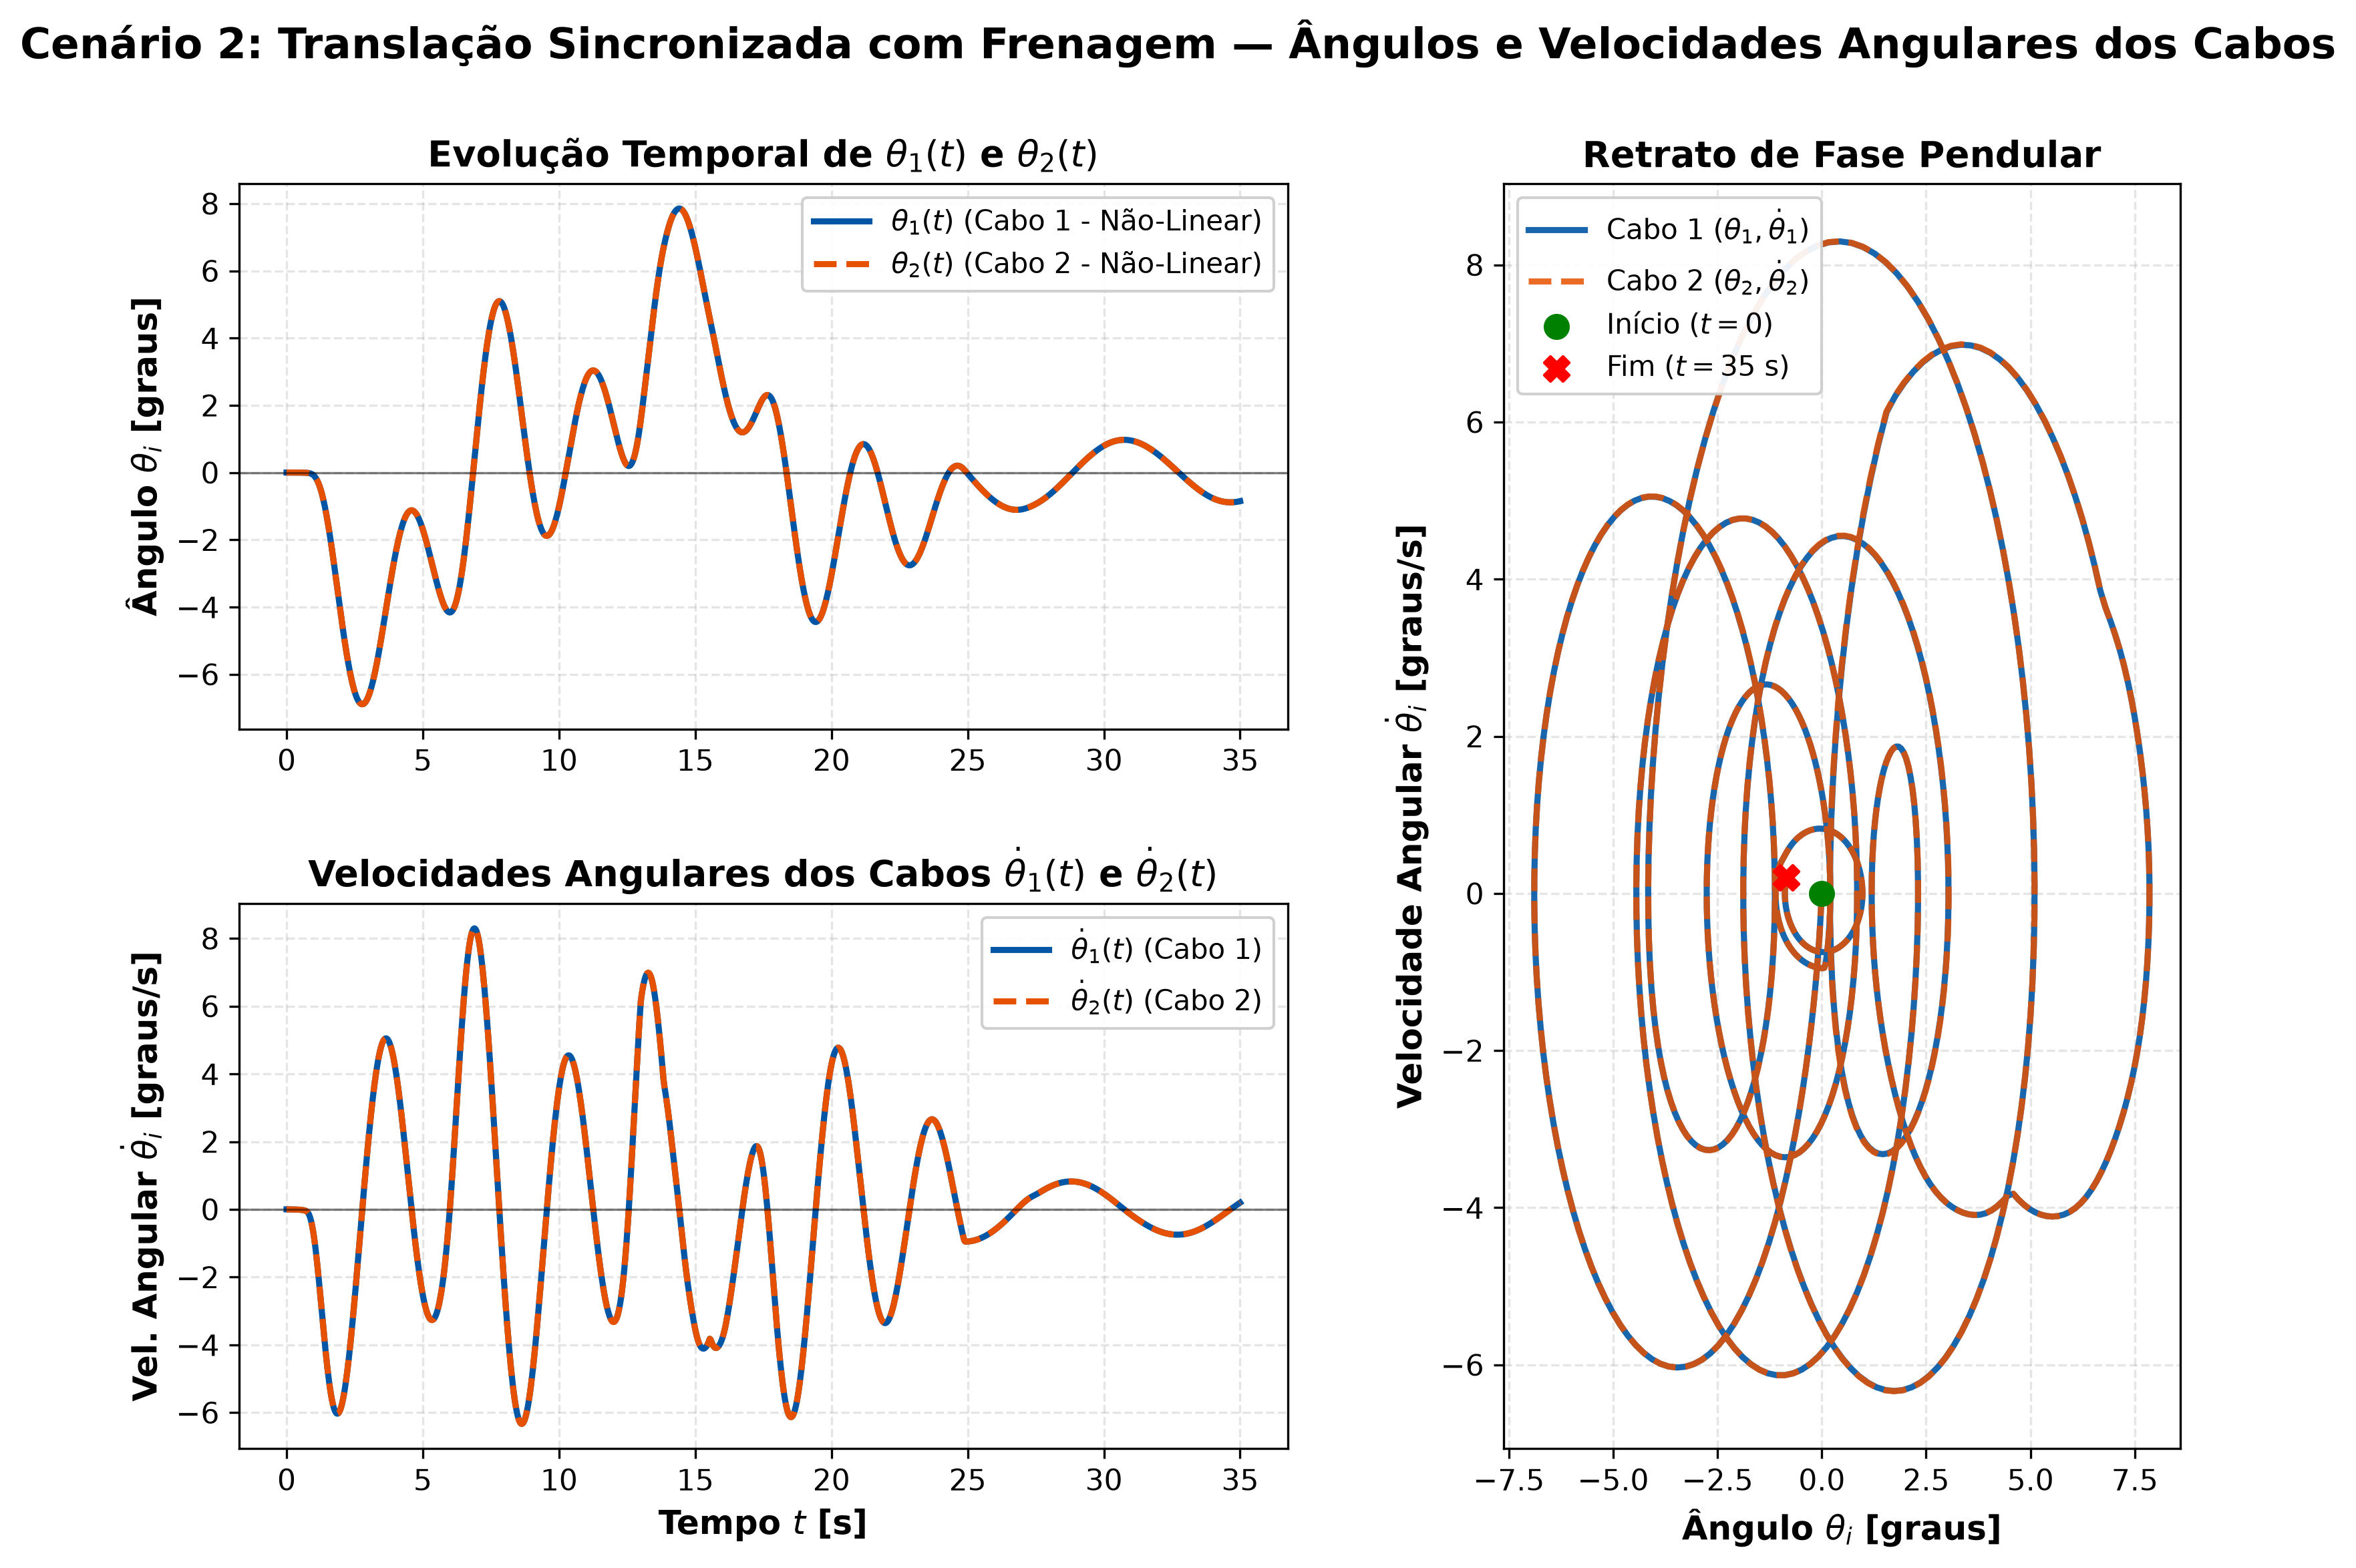 Cenário 2: Translação Sincronizada com Frenagem — Ângulos e Velocidades Angulares dos Cabos
Evolução Temporal de θ₁(t) e θ₂(t)
Ângulo θᵢ [graus]
8
6
4
2
0
−2
−4
−6
θ₁(t) (Cabo 1 - Não-Linear)
θ₂(t) (Cabo 2 - Não-Linear)
0 5 10 15 20 25 30 35
Velocidades Angulares dos Cabos θ̇₁(t) e θ̇₂(t)
Vel. Angular θ̇ᵢ [graus/s]
8
6
4
2
0
−2
−4
−6
θ̇₁(t) (Cabo 1)
θ̇₂(t) (Cabo 2)
0 5 10 15 20 25 30 35
Tempo t [s]
Retrato de Fase Pendular
Velocidade Angular θ̇ᵢ [graus/s]
8
6
4
2
0
−2
−4
−6
Cabo 1 (θ₁, θ̇₁)
Cabo 2 (θ₂, θ̇₂)
Início (t = 0)
Fim (t = 35 s)
−7.5 −5.0 −2.5 0.0 2.5 5.0 7.5
Ângulo θᵢ [graus]